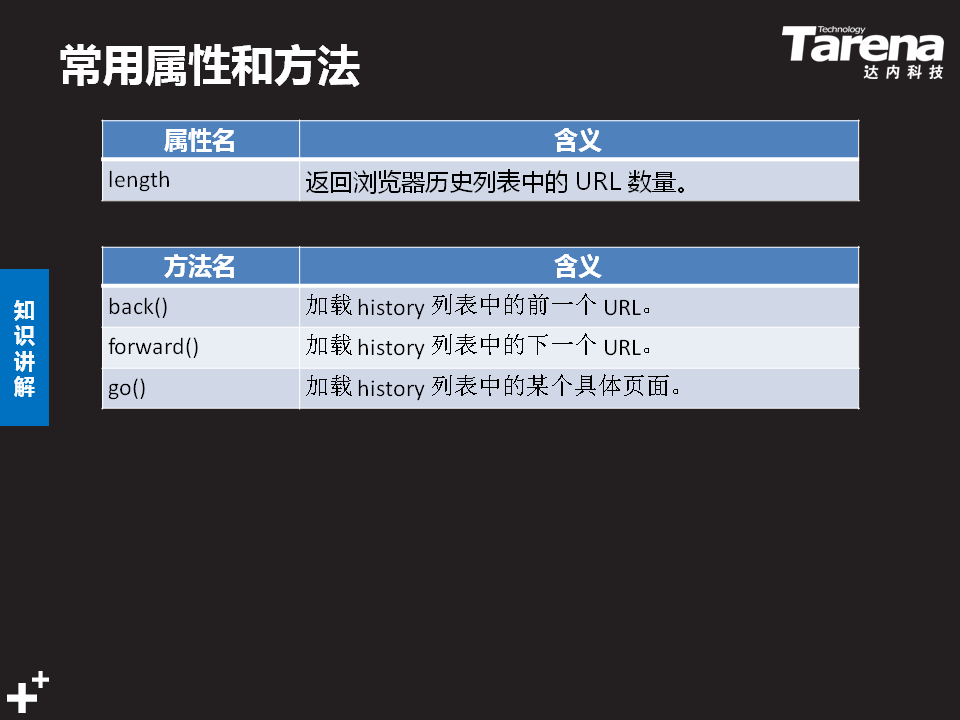 常用属性和方法
Technology
Tarena
达内科技
属性名 含义
length 返回浏览器历史列表中的 URL 数量。
方法名 含义
back() 加载 history 列表中的前一个 URL。
forward() 加载 history 列表中的下一个 URL。
go() 加载 history 列表中的某个具体页面。
知识讲解